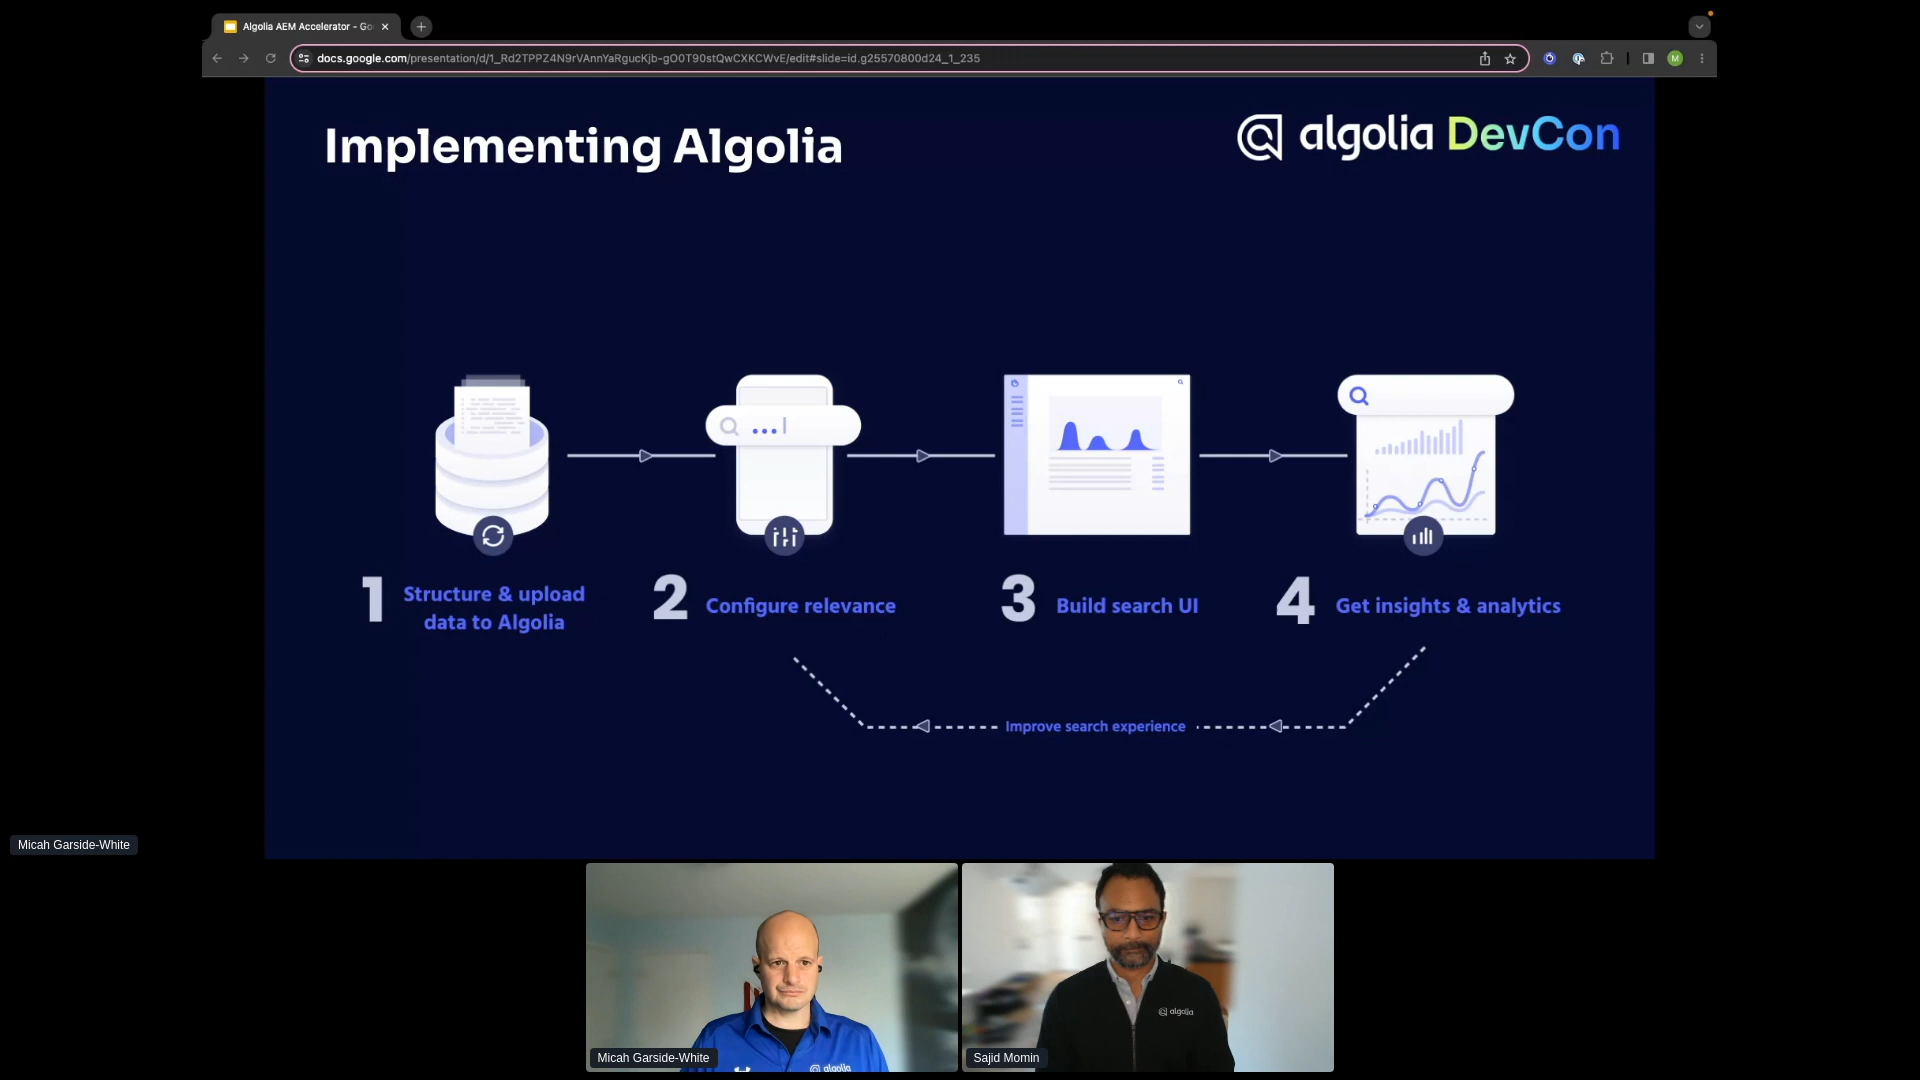 Algolia AEM Accelerator - Go
docs.google.com/presentation/d/1_Rd2TPPZ4N9rVAnnYaRgucKjb-gO0T90stQwCXKCWvE/edit#slide=id.g25570800d24_1_235
M
Implementing Algolia
algolia DevCon
1 Structure & upload
data to Algolia
2 Configure relevance
3 Build search UI
4 Get insights & analytics
Improve search experience
Micah Garside-White
algolia
Micah Garside-White
algolia
Sajid Momin